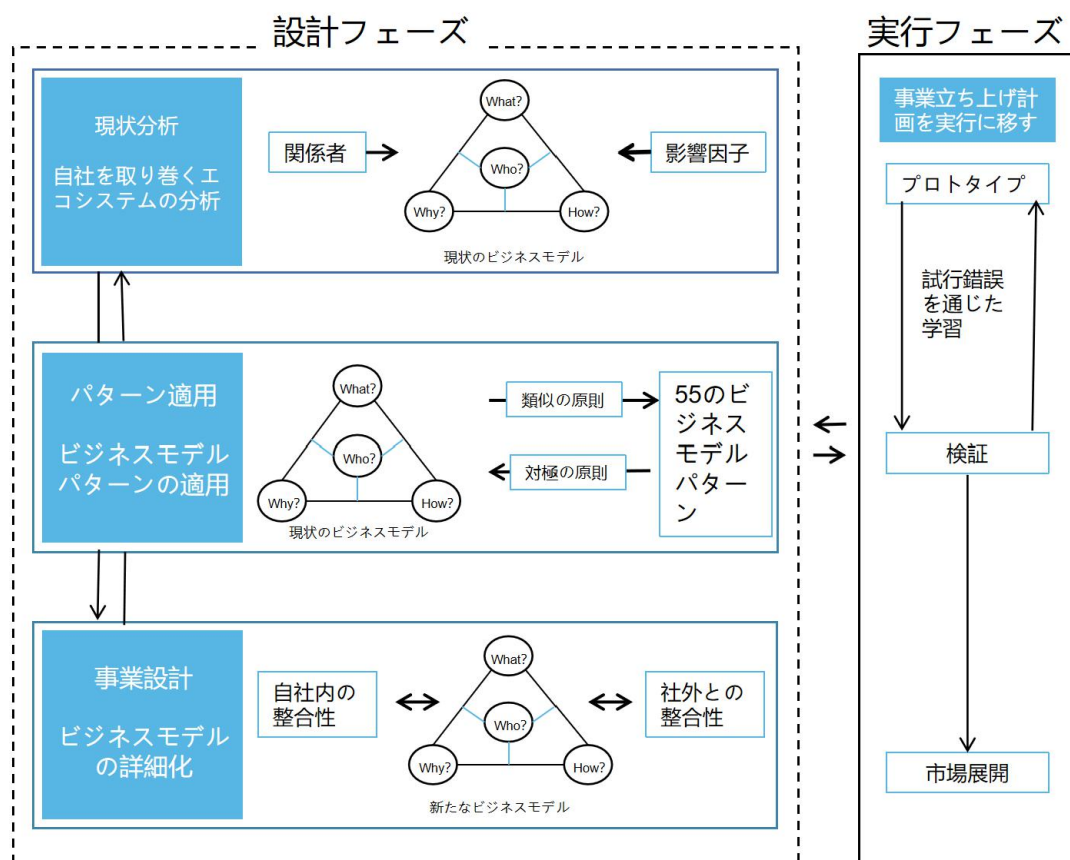 設計フェーズ
実行フェーズ
現状分析
自社を取り巻くエ
コシステムの分析
関係者
What?
Who?
Why?
How?
影響因子
現状のビジネスモデル
パターン適用
ビジネスモデル
パターンの適用
What?
Who?
Why?
How?
現状のビジネスモデル
類似の原則
対極の原則
55のビ
ジネス
モデル
パター
ン
事業設計
ビジネスモデル
の詳細化
自社内の
整合性
What?
Who?
Why?
How?
社外との
整合性
新たなビジネスモデル
事業立ち上げ計
画を実行に移す
プロトタイプ
試行錯誤
を通じた
学習
検証
市場展開